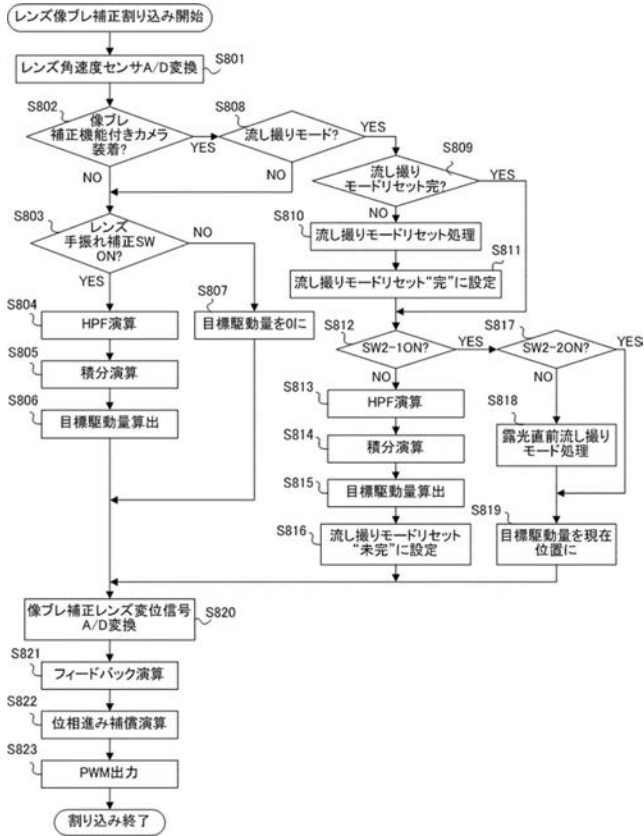 レンズ像ブレ補正割り込み開始
レンズ角速度センサA/D変換
S801
S802
像ブレ
補正機能付きカメラ
装着?
YES
NO
S808
流し撮りモード?
YES
NO
S809
流し撮り
モードリセット完?
YES
NO
S810
流し撮りモードリセット処理
S811
流し撮りモードリセット“完”に設定
S803
レンズ
手振れ補正SW
ON?
NO
YES
S804
HPF演算
S805
積分演算
S806
目標駆動量算出
S807
目標駆動量を0に
S812
SW2-1ON?
YES
NO
S813
HPF演算
S814
積分演算
S815
目標駆動量算出
S816
流し撮りモードリセット
“未完”に設定
S817
SW2-2ON?
YES
NO
S818
露光直前流し撮り
モード処理
S819
目標駆動量を現在
位置に
像ブレ補正レンズ変位信号
A/D変換
S820
S821
フィードバック演算
S822
位相進み補償演算
S823
PWM出力
割り込み終了